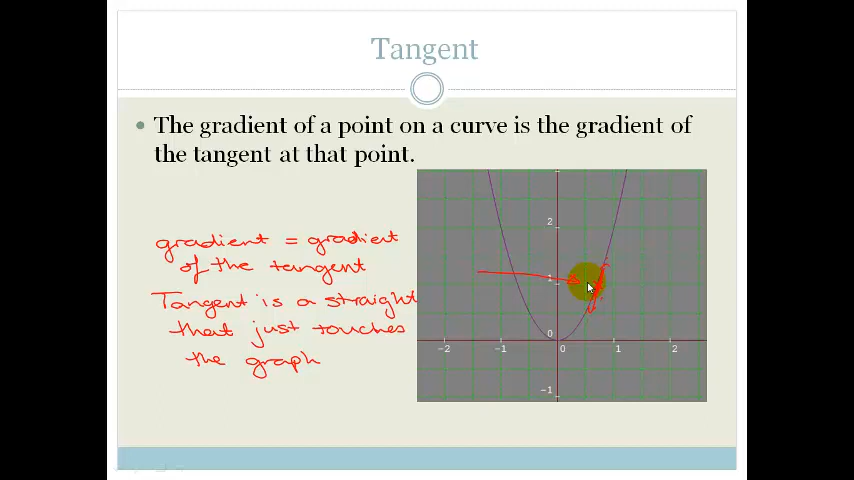 Tangent
The gradient of a point on a curve is the gradient of
the tangent at that point.
gradient = gradient
of the tangent
Tangent is a straight
that just touches
the graph
2
1
0
-2
-1
0
1
2
-1